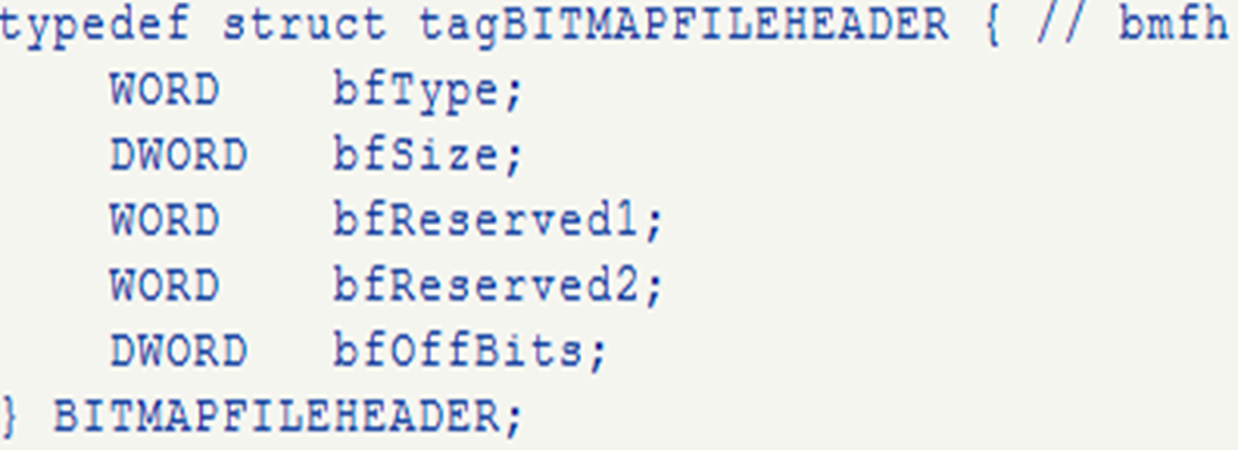 typedef struct tagBITMAPFILEHEADER { // bmfh
    WORD    bfType;
    DWORD   bfSize;
    WORD    bfReserved1;
    WORD    bfReserved2;
    DWORD   bfOffBits;
} BITMAPFILEHEADER;